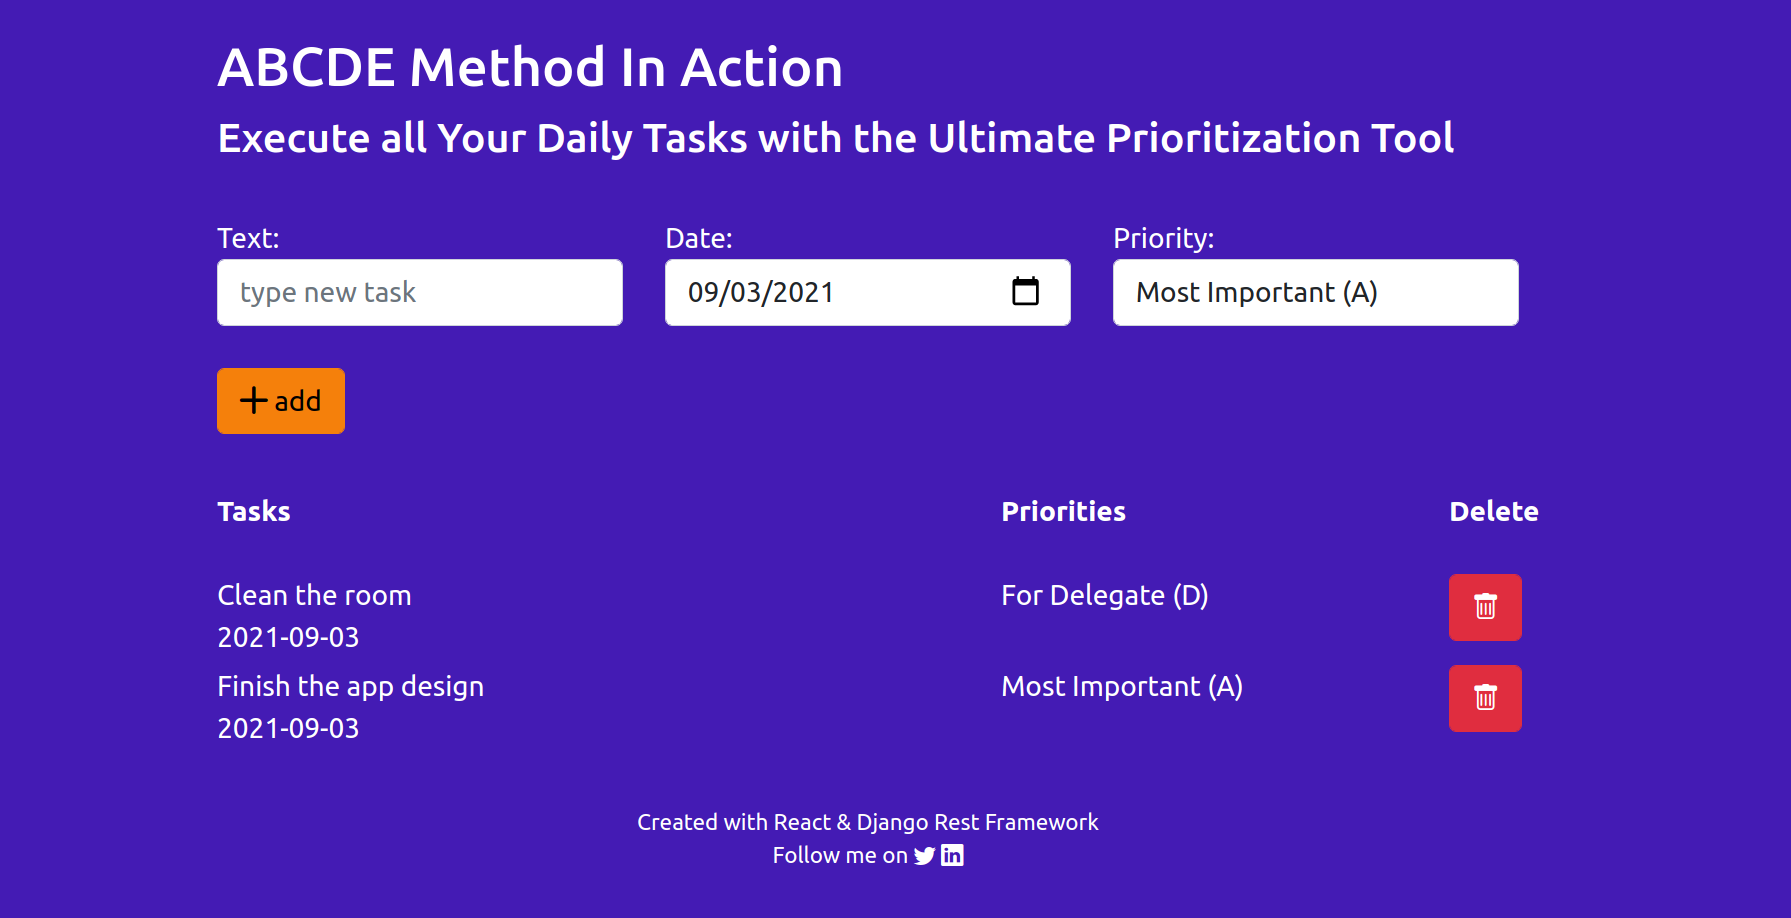 ABCDE Method In Action
Execute all Your Daily Tasks with the Ultimate Prioritization Tool
Text: Date: Priority:
type new task 09/03/2021 Most Important (A)
add
Tasks Priorities Delete
Clean the room For Delegate (D)
2021-09-03
Finish the app design Most Important (A)
2021-09-03
Created with React & Django Rest Framework
Follow me on in